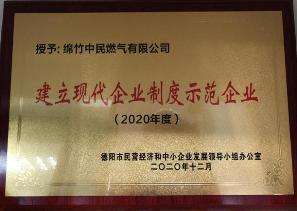 授予：绵竹中民燃气有限公司
建立现代企业制度示范企业
（2020年度）
德阳市民营经济和中小企业发展领导小组办公室
二〇二〇年十二月